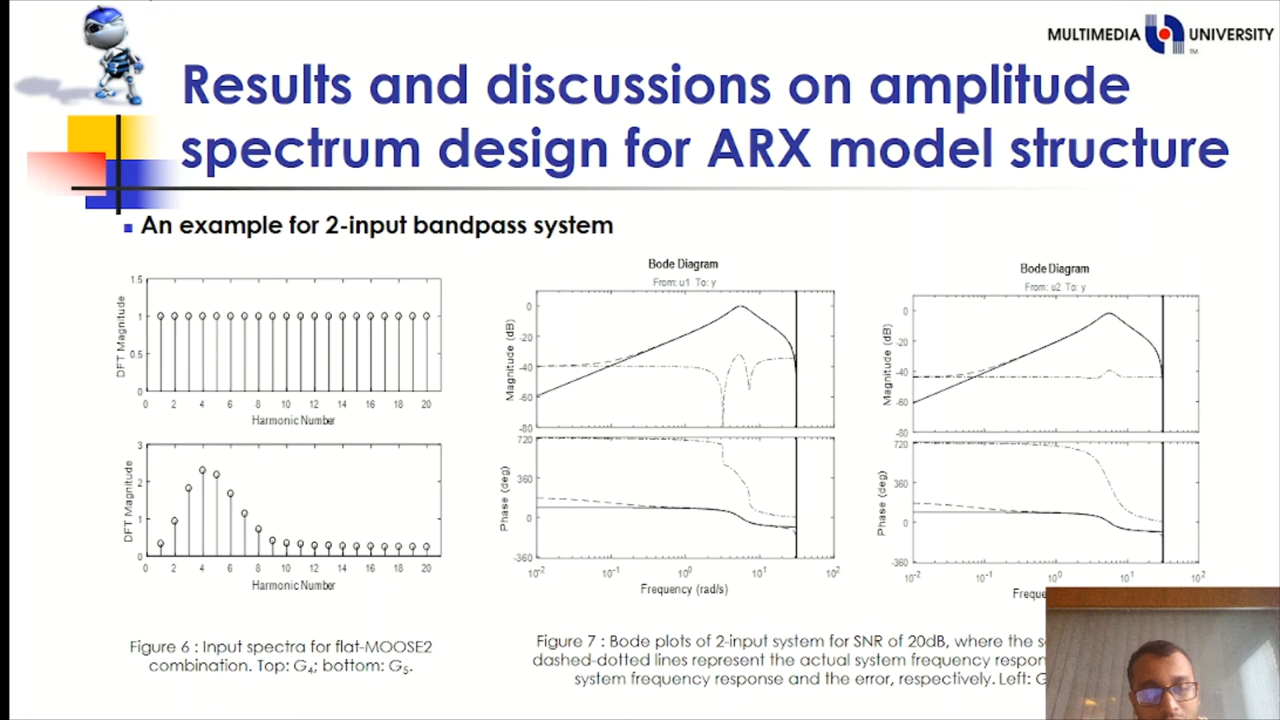 MULTIMEDIA UNIVERSITY
TM
Results and discussions on amplitude
spectrum design for ARX model structure
An example for 2-input bandpass system
1.5
1
0.5
0
DFT Magnitude
0 2 4 6 8 10 12 14 16 18 20
Harmonic Number
3
2
1
0
DFT Magnitude
0 2 4 6 8 10 12 14 16 18 20
Harmonic Number
Figure 6 : Input spectra for flat-MOOSE2
combination. Top: G4; bottom: G5.
Bode Diagram
From: u1 To: y
0
-20
-40
-60
-80
Magnitude (dB)
720
360
0
-360
Phase (deg)
10-2 10-1 100 101 102
Frequency (rad/s)
Bode Diagram
From: u2 To: y
0
-20
-40
-60
-80
Magnitude (dB)
720
360
0
-360
Phase (deg)
10-2 10-1 100 101 102
Figure 7 : Bode plots of 2-input system for SNR of 20dB, where the
dashed-dotted lines represent the actual system frequency
system frequency response and the error, respectively. Left: